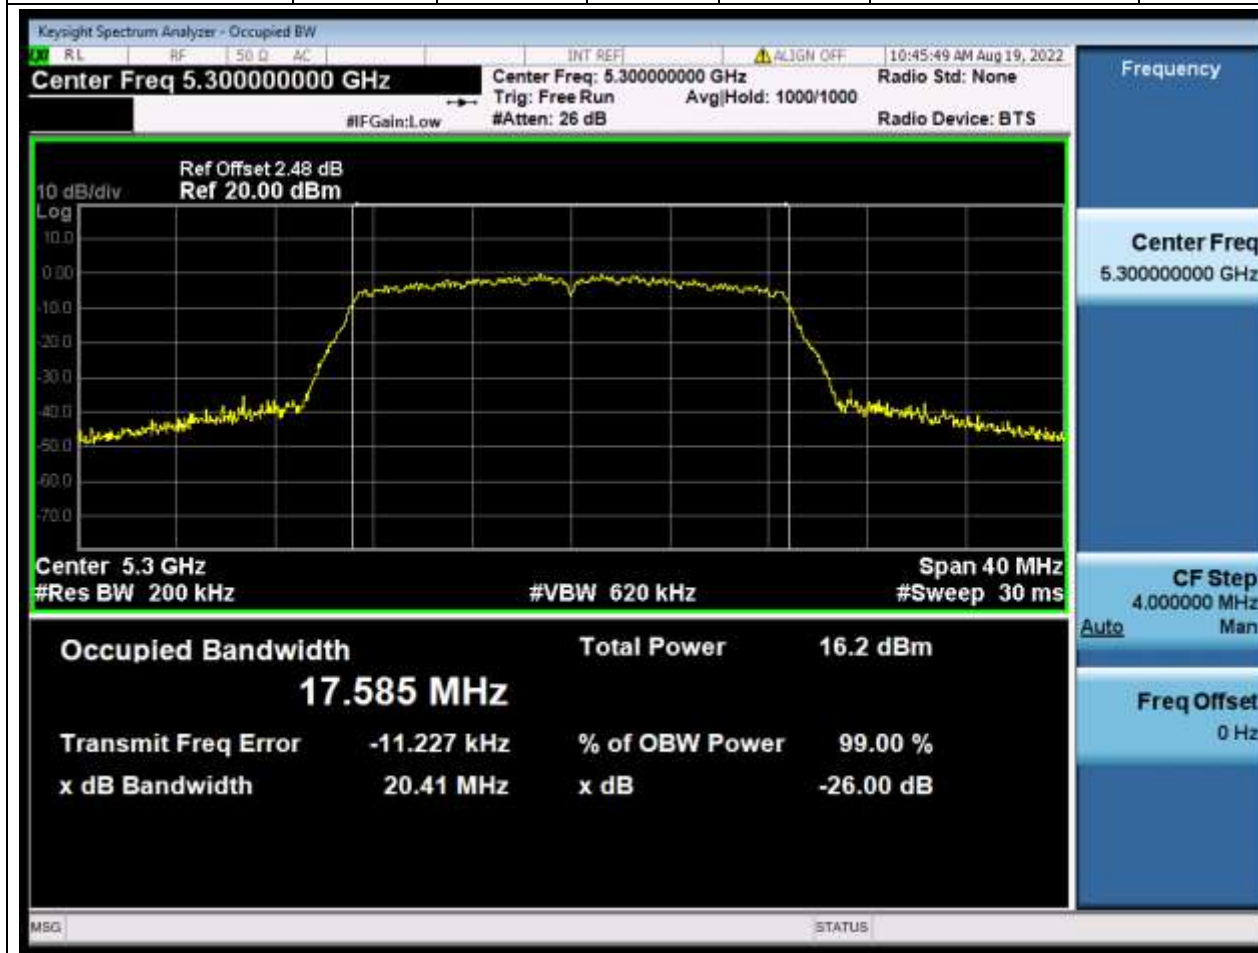 Keysight Spectrum Analyzer - Occupied BW
RL RF 50 Ω AC INT REF ALIGN OFF 10:45:49 AM Aug 19, 2022
Center Freq 5.300000000 GHz
Center Freq: 5.300000000 GHz
Radio Std: None
Trig: Free Run Avg|Hold: 1000/1000
#IFGain:Low #Atten: 26 dB Radio Device: BTS
Ref Offset 2.48 dB
10 dB/div Ref 20.00 dBm
Log
10.0
0.00
-10.0
-20.0
-30.0
-40.0
-50.0
-60.0
-70.0
Center 5.3 GHz Span 40 MHz
#Res BW 200 kHz #VBW 620 kHz #Sweep 30 ms
Occupied Bandwidth Total Power 16.2 dBm
17.585 MHz
Transmit Freq Error -11.227 kHz % of OBW Power 99.00 %
x dB Bandwidth 20.41 MHz x dB -26.00 dB
MSG STATUS
Frequency
Center Freq
5.300000000 GHz
CF Step
4.000000 MHz
Auto Man
Freq Offset
0 Hz